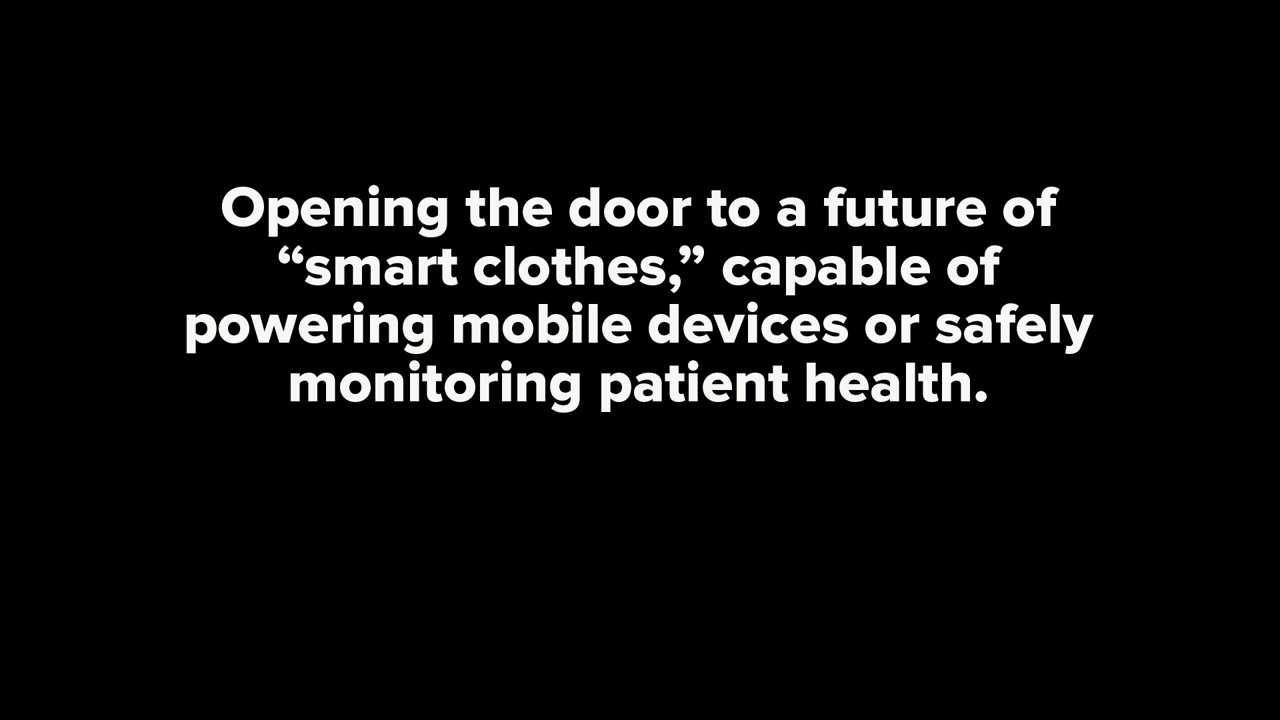 Opening the door to a future of
“smart clothes,” capable of
powering mobile devices or safely
monitoring patient health.